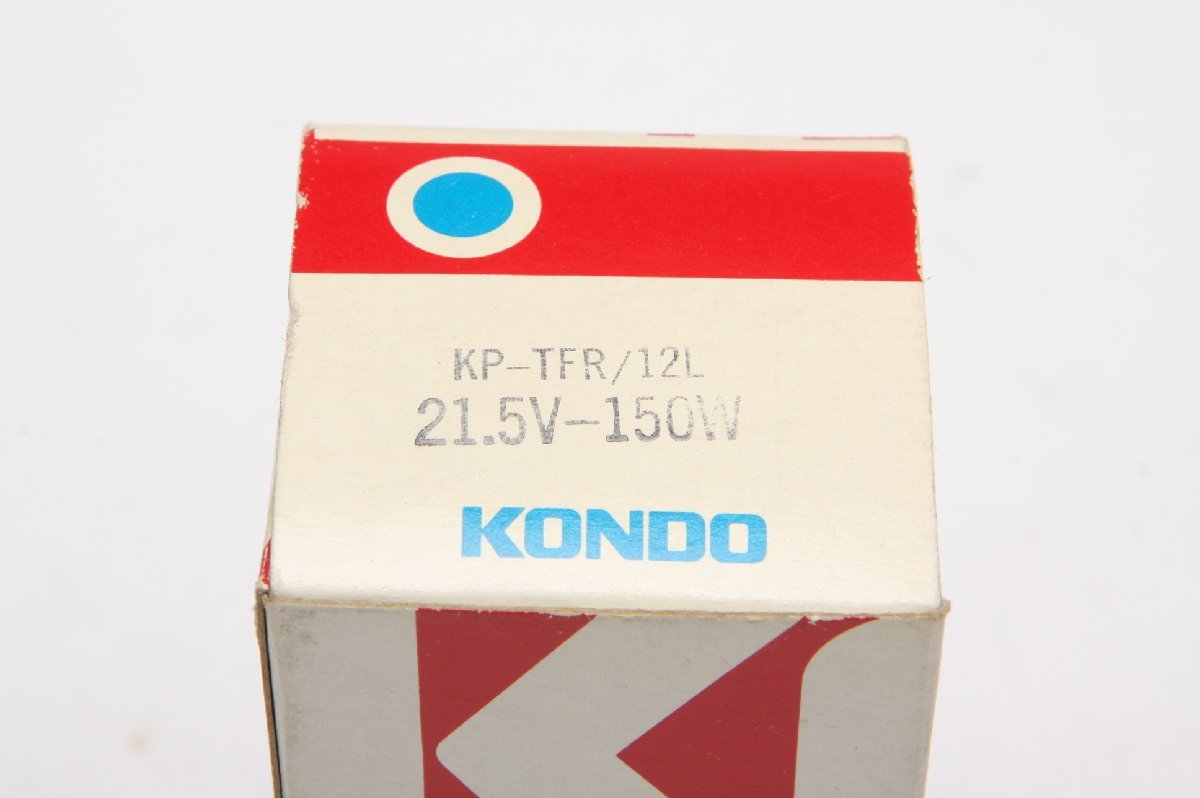 KP-TFR/12L
21.5V-150W
KONDO